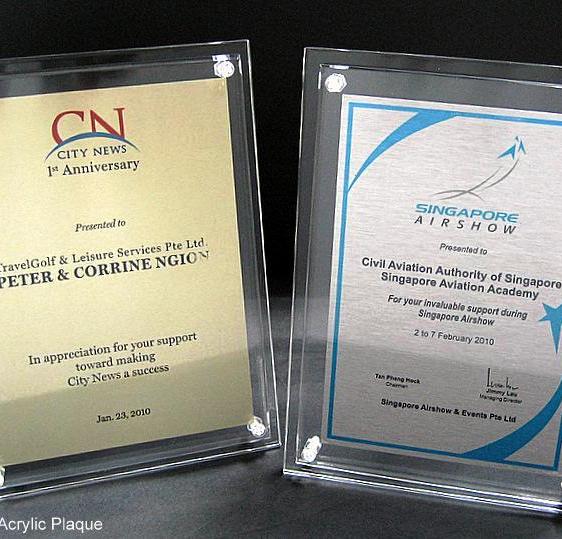 CN
CITY NEWS
1st Anniversary
Presented to
TravelGolf & Leisure Services Pte Ltd.
PETER & CORRINE NGION
In appreciation for your support
toward making
City News a success
Jan. 23, 2010
SINGAPORE
AIRSHOW
Presented to
Civil Aviation Authority of Singapore
Singapore Aviation Academy
For your invaluable support during
Singapore Airshow
2 to 7 February 2010
Tan Pheng Hock
Chairman
Jimmy Lau
Managing Director
Singapore Airshow & Events Pte Ltd
Acrylic Plaque